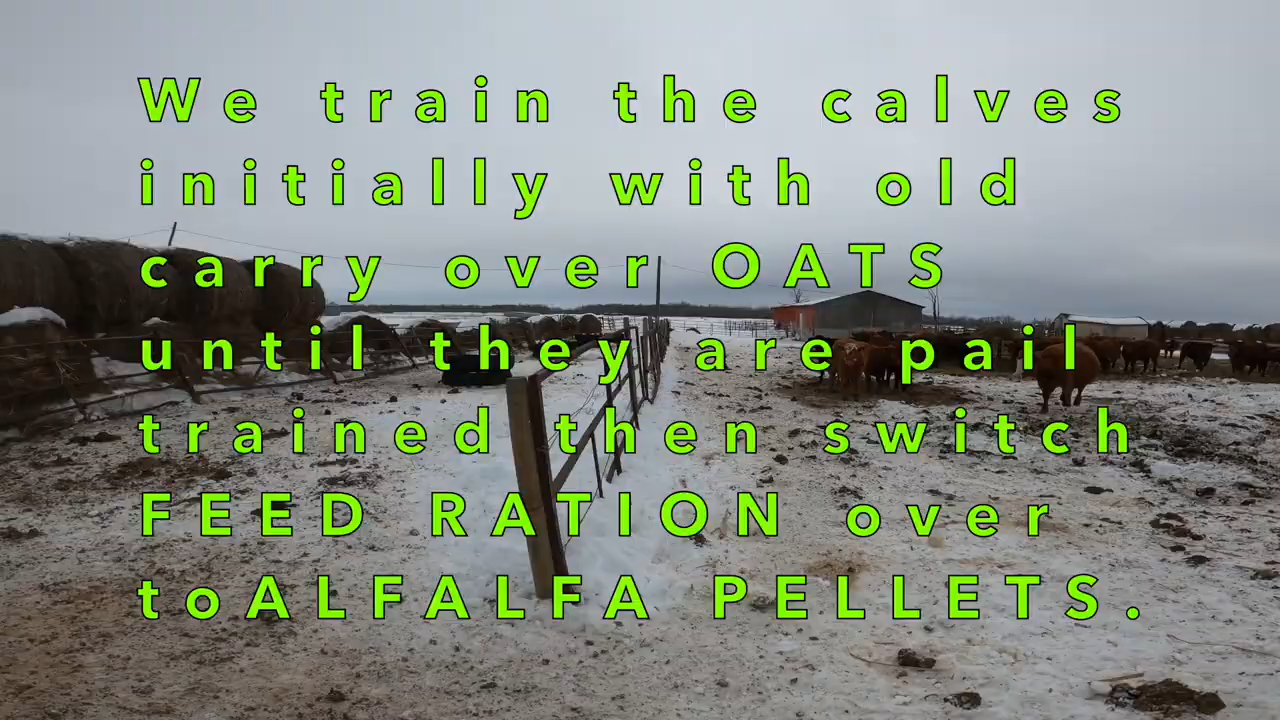 We train the calves
initially with old
carry over OATS
until they are pail
trained then switch
FEED RATION over
toALFALFA PELLETS.